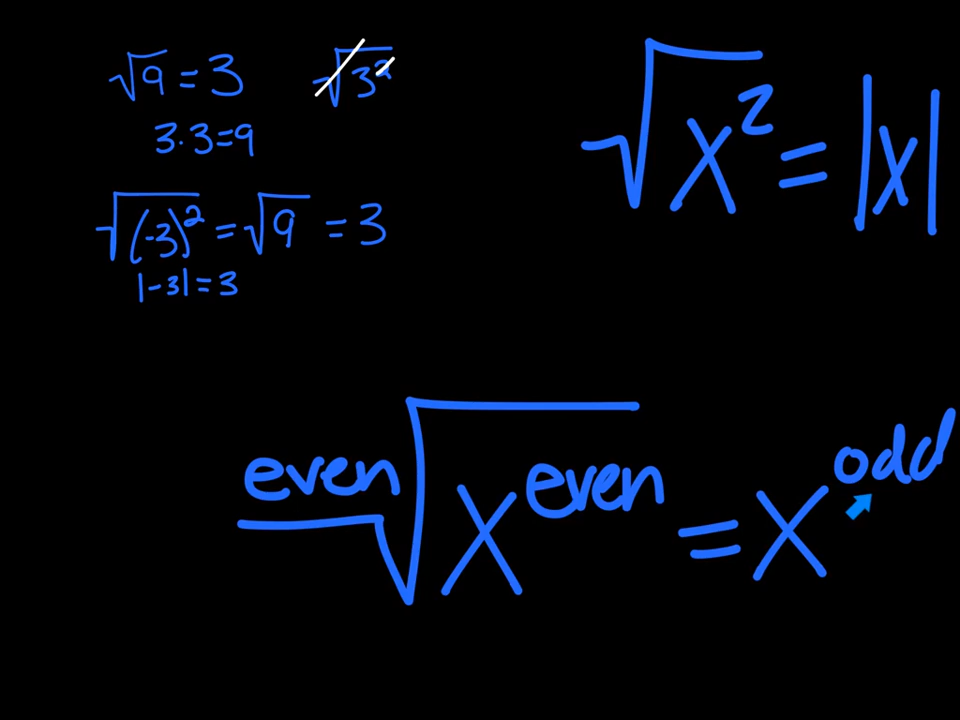 √9 = 3
√3²
3·3=9
√(-3)² = √9 = 3
|-3| = 3
√x² = |x|
even√x^even = x^odd